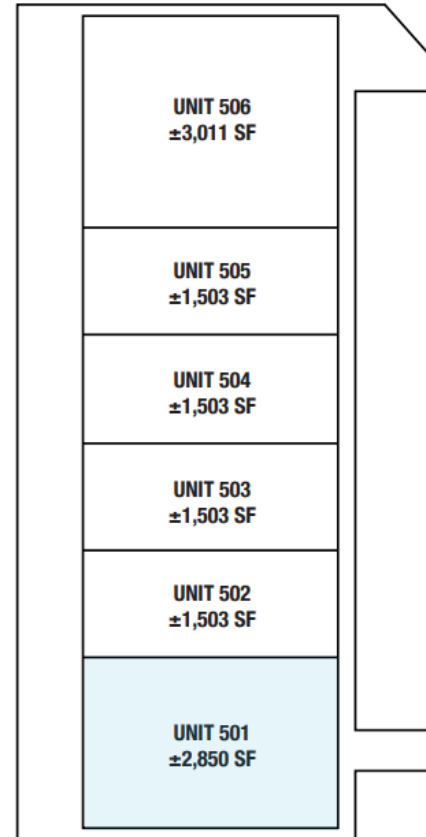 UNIT 506
±3,011 SF
UNIT 505
±1,503 SF
UNIT 504
±1,503 SF
UNIT 503
±1,503 SF
UNIT 502
±1,503 SF
UNIT 501
±2,850 SF